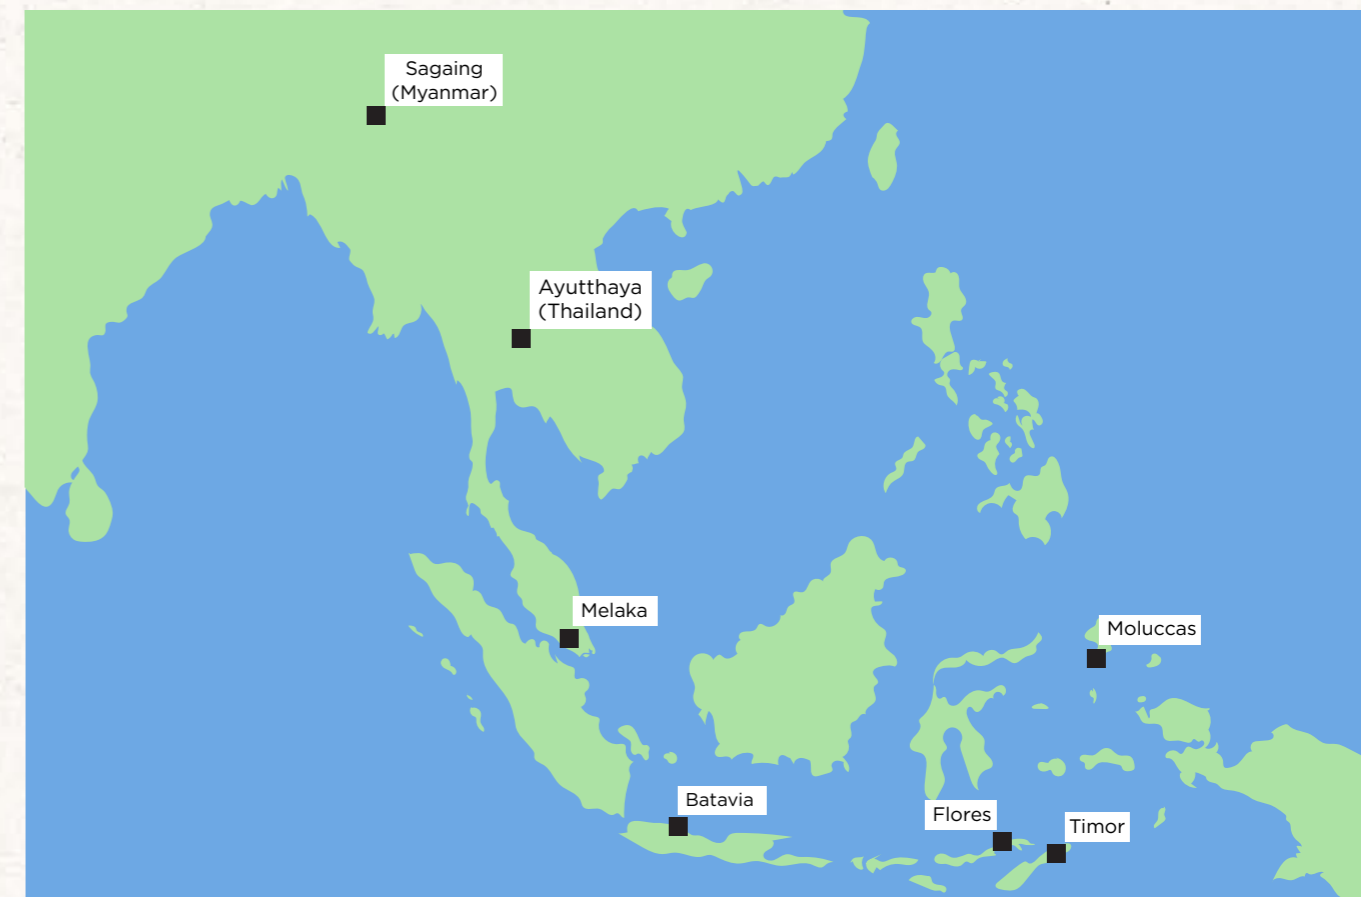 Sagaing
(Myanmar)
Ayutthaya
(Thailand)
Melaka
Moluccas
Batavia
Flores
Timor